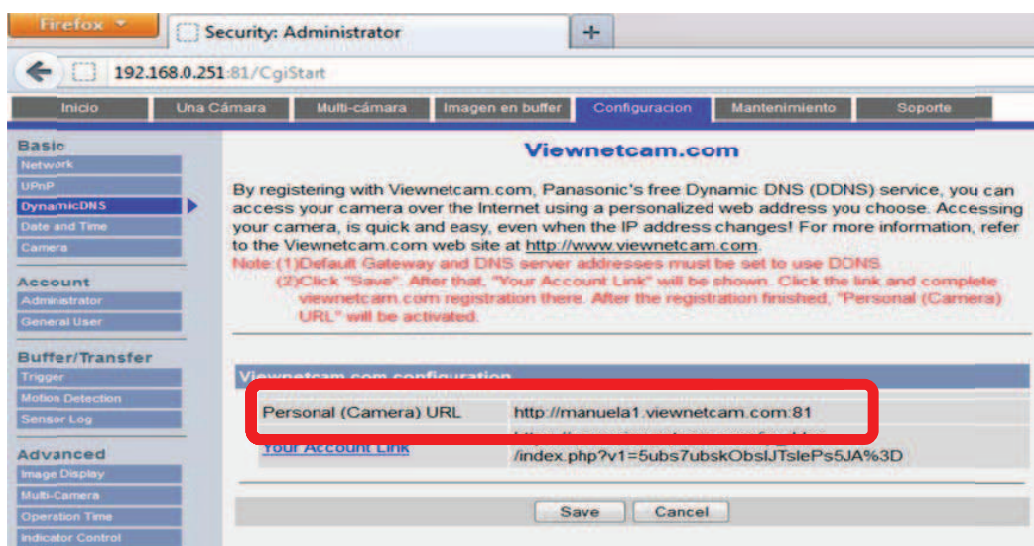 Firefox
Security: Administrator
+
192.168.0.251:81/CgiStart
Inicio Una Cámara Multi-cámara Imagen en buffer Configuracion Mantenimiento Soporte
Basic
Network
UPnP
DynamicDNS
Date and Time
Camera
Account
Administrator
General User
Buffer/Transfer
Trigger
Motion Detection
Sensor Log
Advanced
Image Display
Multi-Camera
Operation Time
Indicator Control
Viewnetcam.com
By registering with Viewnetcam.com, Panasonic's free Dynamic DNS (DDNS) service, you can
access your camera over the Internet using a personalized web address you choose. Accessing
your camera, is quick and easy, even when the IP address changes! For more information, refer
to the Viewnetcam.com web site at http://www.viewnetcam.com.
Note:(1)Default Gateway and DNS server addresses must be set to use DDNS.
(2)Click "Save". After that, "Your Account Link" will be shown. Click the link and complete
viewnetcam.com registration there. After the registration finished, "Personal (Camera)
URL" will be activated.
Viewnetcam.com configuration
Personal (Camera) URL http://manuela1.viewnetcam.com:81
Your Account Link
/index.php?v1=5ubs7ubskObsIJTslePs5JA%3D
Save Cancel